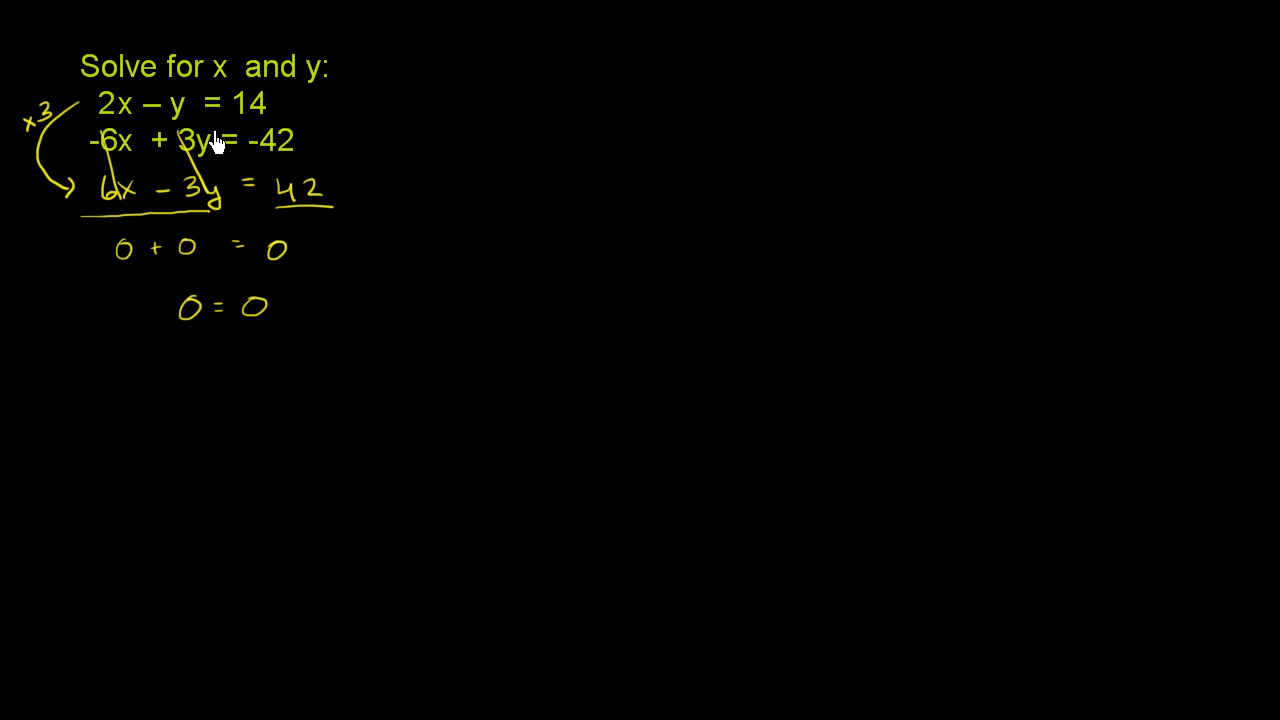 Solve for x and y:
2x – y = 14
x3
-6x + 3y = -42
6x - 3y = 42
0 + 0 = 0
0 = 0